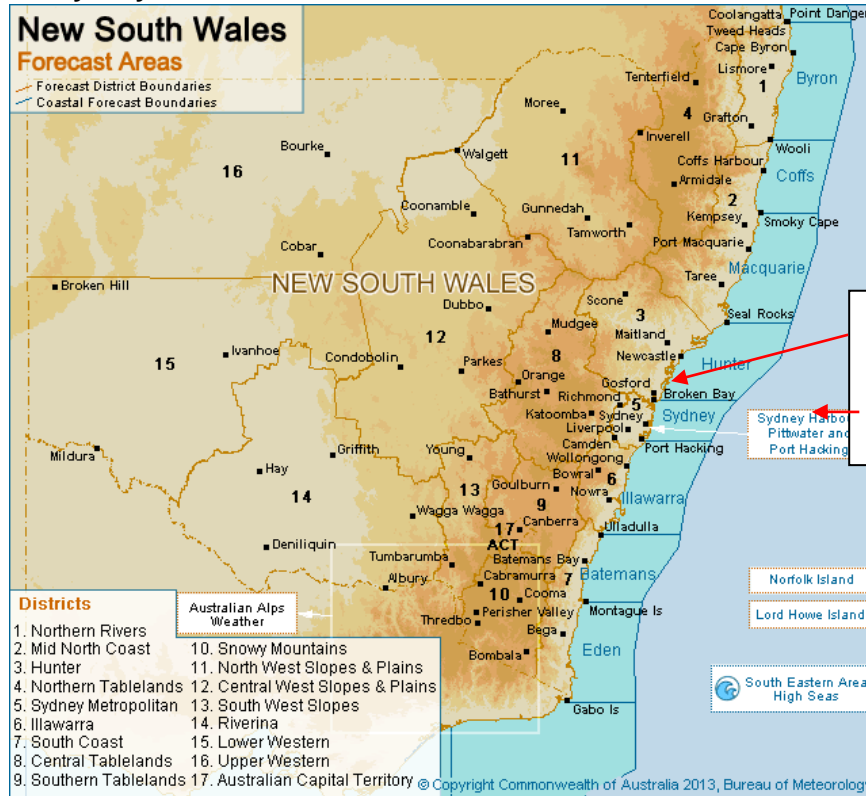 New South Wales
Forecast Areas
Forecast District Boundaries
Coastal Forecast Boundaries
Coolangatta
Point Danger
Tweed Heads
Cape Byron
Lismore
1
Byron
Tenterfield
4
Moree
Grafton
Inverell
Wooli
Bourke
Walgett
11
Coffs Harbour
16
Armidale
Coffs
2
Coonamble
Gunnedah
Kempsey
Smoky Cape
Tamworth
Cobar
Coonabarabran
Port Macquarie
Macquarie
Broken Hill
NEW SOUTH WALES
Taree
Scone
Dubbo
3
Seal Rocks
Mudgee
12
Maitland
Ivanhoe
Condobolin
8
Newcastle
15
Parkes
Hunter
Orange
Gosford
Bathurst
Richmond
5
Broken Bay
Katoomba
Sydney
Sydney
Liverpool
Sydney Harbo
Pittwater and
Port Hacking
Camden
Port Hacking
Mildura
Griffith
Young
Wollongong
Hay
Bowral
13
Goulburn
6
14
9
Nowra
Illawarra
Wagga Wagga
17
Canberra
Ulladulla
ACT
Deniliquin
Tumbarumba
Batemans Bay
Albury
Cabramurra
7
Batemans
10
Cooma
Norfolk Island
Perisher Valley
Montague Is
Thredbo
Lord Howe Island
Bega
Eden
Bombala
South Eastern Area
High Seas
Gabo Is
Australian Alps
Weather
Districts
1. Northern Rivers
2. Mid North Coast
3. Hunter
4. Northern Tablelands
5. Sydney Metropolitan
6. Illawarra
7. South Coast
8. Central Tablelands
9. Southern Tablelands
10. Snowy Mountains
11. North West Slopes & Plains
12. Central West Slopes & Plains
13. South West Slopes
14. Riverina
15. Lower Western
16. Upper Western
17. Australian Capital Territory
© Copyright Commonwealth of Australia 2013, Bureau of Meteorology